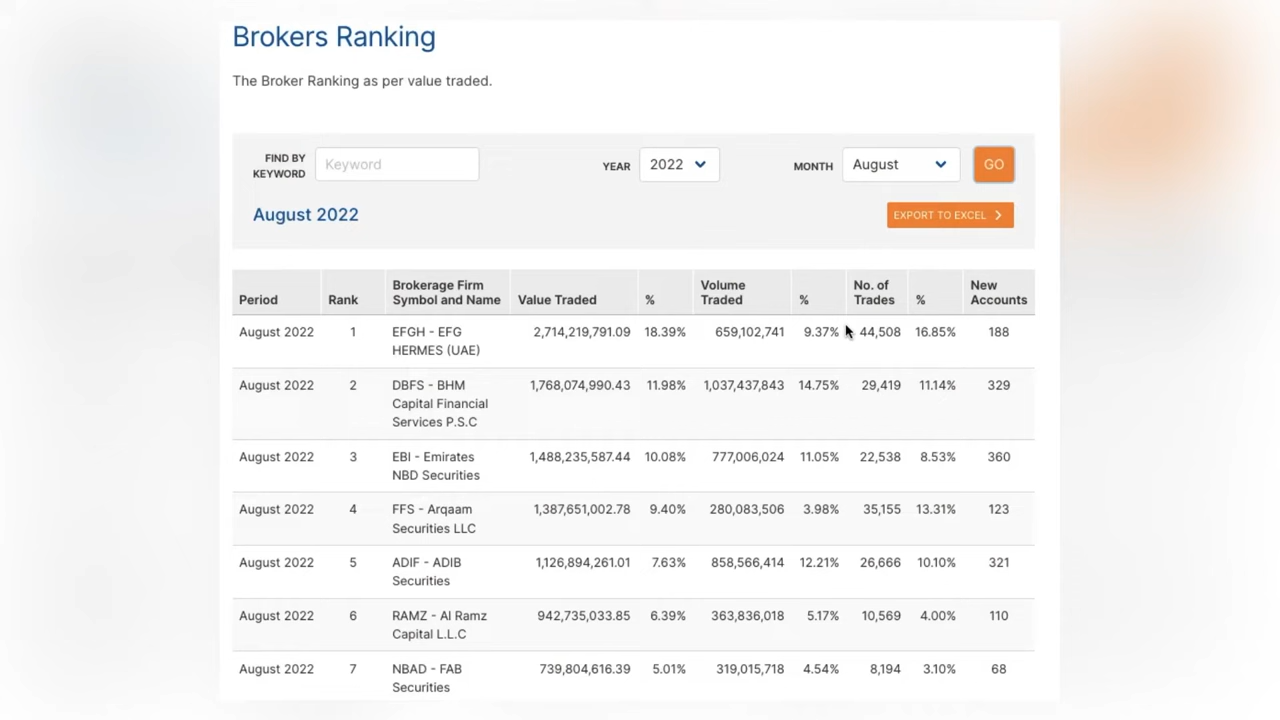 Brokers Ranking
The Broker Ranking as per value traded.
FIND BY
KEYWORD
Keyword
YEAR
2022
MONTH
August
GO
August 2022
EXPORT TO EXCEL
Period Rank Brokerage Firm Symbol and Name Value Traded % Volume Traded % No. of Trades % New Accounts
August 2022 1 EFGH - EFG 2,714,219,791.09 18.39% 659,102,741 9.37% 44,508 16.85% 188
HERMES (UAE)
August 2022 2 DBFS - BHM 1,768,074,990.43 11.98% 1,037,437,843 14.75% 29,419 11.14% 329
Capital Financial
Services P.S.C
August 2022 3 EBI - Emirates 1,488,235,587.44 10.08% 777,006,024 11.05% 22,538 8.53% 360
NBD Securities
August 2022 4 FFS - Arqaam 1,387,651,002.78 9.40% 280,083,506 3.98% 35,155 13.31% 123
Securities LLC
August 2022 5 ADIF - ADIB 1,126,894,261.01 7.63% 858,566,414 12.21% 26,666 10.10% 321
Securities
August 2022 6 RAMZ - Al Ramz 942,735,033.85 6.39% 363,836,018 5.17% 10,569 4.00% 110
Capital L.L.C
August 2022 7 NBAD - FAB 739,804,616.39 5.01% 319,015,718 4.54% 8,194 3.10% 68
Securities